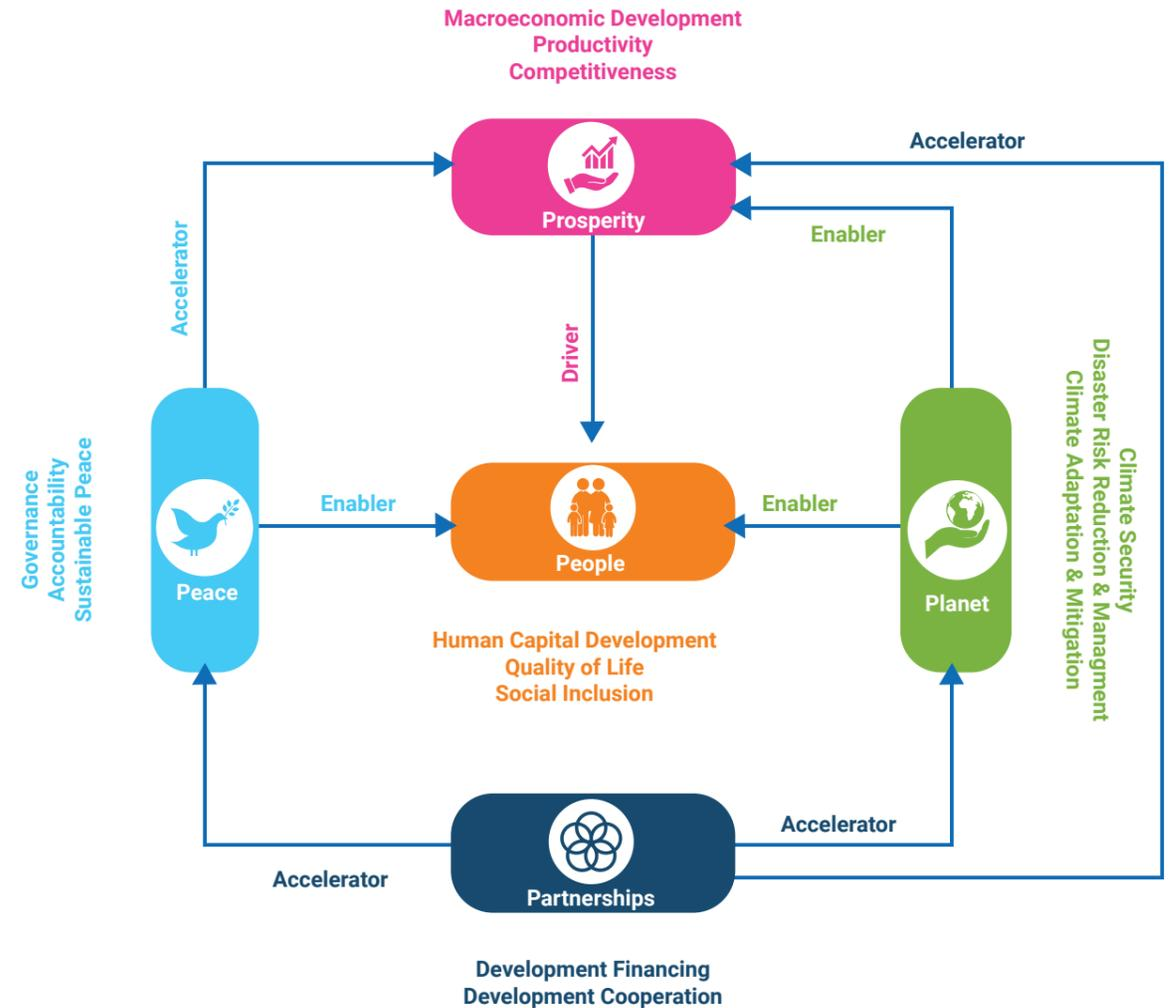 Macroeconomic Development
Productivity
Competitiveness
Accelerator
Prosperity
Enabler
Accelerator
Driver
Governance
Accountability
Sustainable Peace
Peace
Enabler
People
Enabler
Planet
Climate Security
Disaster Risk Reduction & Managment
Climate Adaptation & Mitigation
Human Capital Development
Quality of Life
Social Inclusion
Accelerator
Accelerator
Partnerships
Development Financing
Development Cooperation